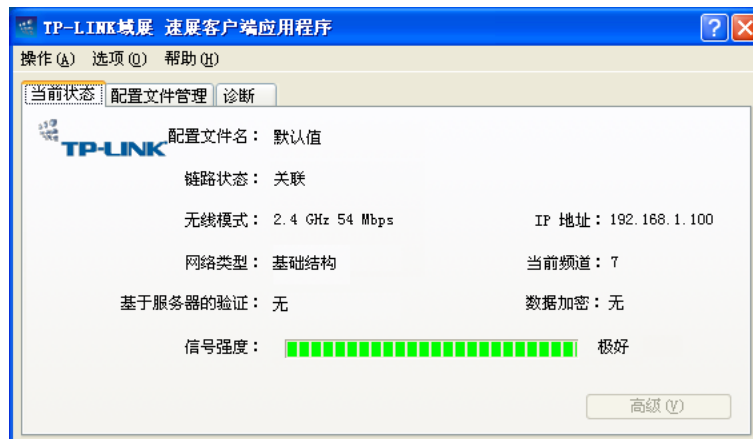 TP-LINK域展 速展客户端应用程序
操作(A) 选项(O) 帮助(H)
当前状态 配置文件管理 诊断
TP-LINK
配置文件名： 默认值
链路状态： 关联
无线模式： 2.4 GHz 54 Mbps IP 地址：192.168.1.100
网络类型： 基础结构 当前频道：7
基于服务器的验证： 无 数据加密：无
信号强度： 极好
高级(V)